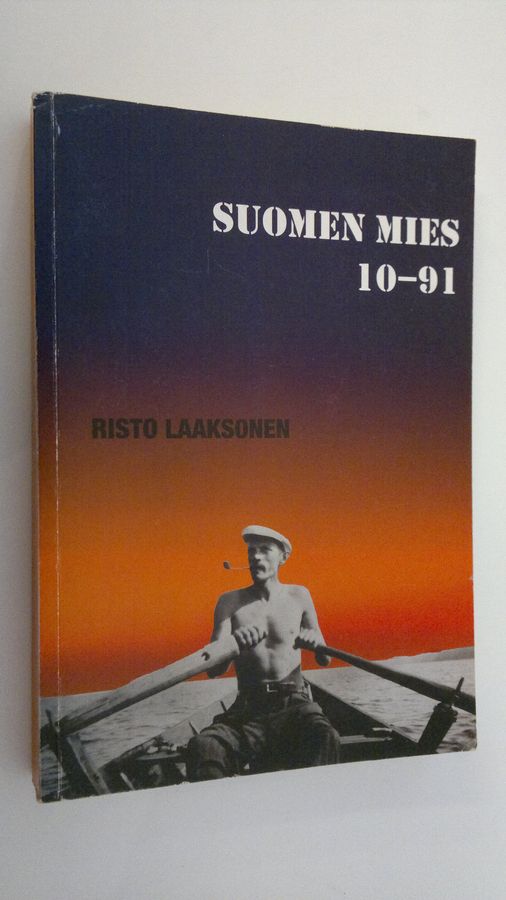 SUOMEN MIES
10–91
RISTO LAAKSONEN